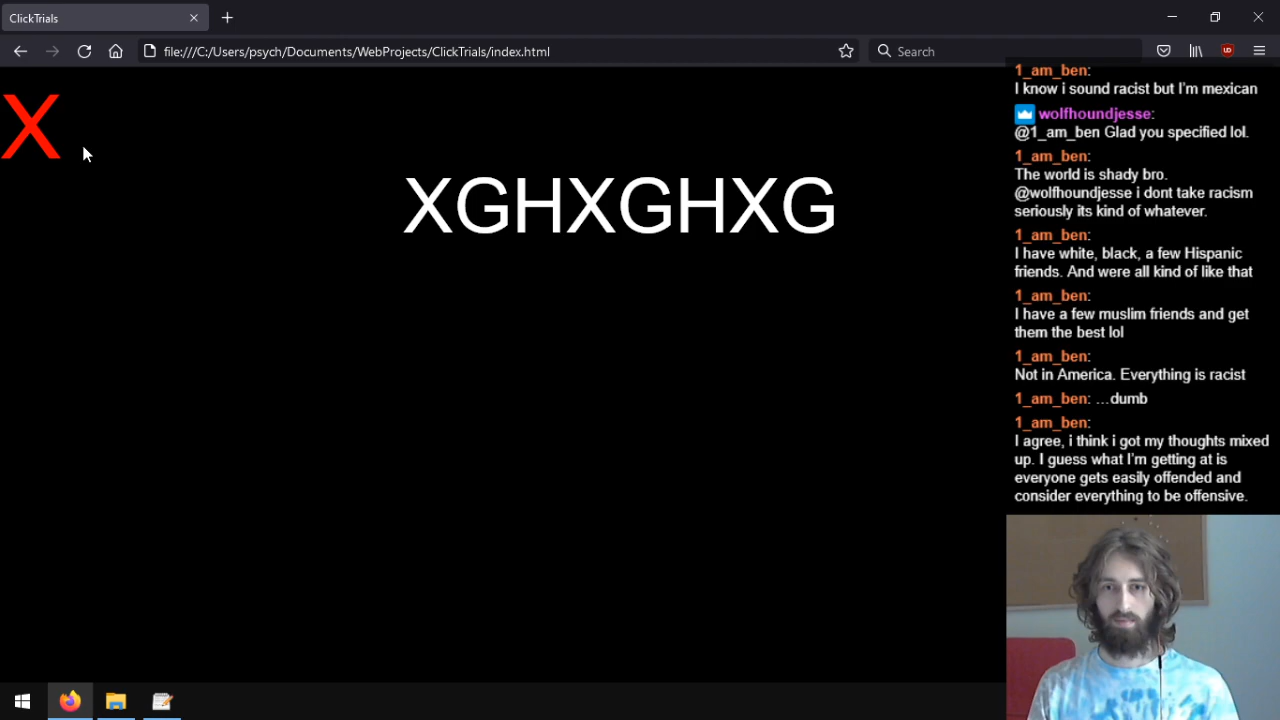 ClickTrials
file:///C:/Users/psych/Documents/WebProjects/ClickTrials/index.html
Search
X
XGHXGHXG
1_am_ben:
I know i sound racist but I'm mexican
wolfhoundjesse:
@1_am_ben Glad you specified lol.
1_am_ben:
The world is shady bro.
@wolfhoundjesse i dont take racism
seriously its kind of whatever.
1_am_ben:
I have white, black, a few Hispanic
friends. And were all kind of like that
1_am_ben:
I have a few muslim friends and get
them the best lol
1_am_ben:
Not in America. Everything is racist
1_am_ben: ...dumb
1_am_ben:
I agree, i think i got my thoughts mixed
up. I guess what I'm getting at is
everyone gets easily offended and
consider everything to be offensive.